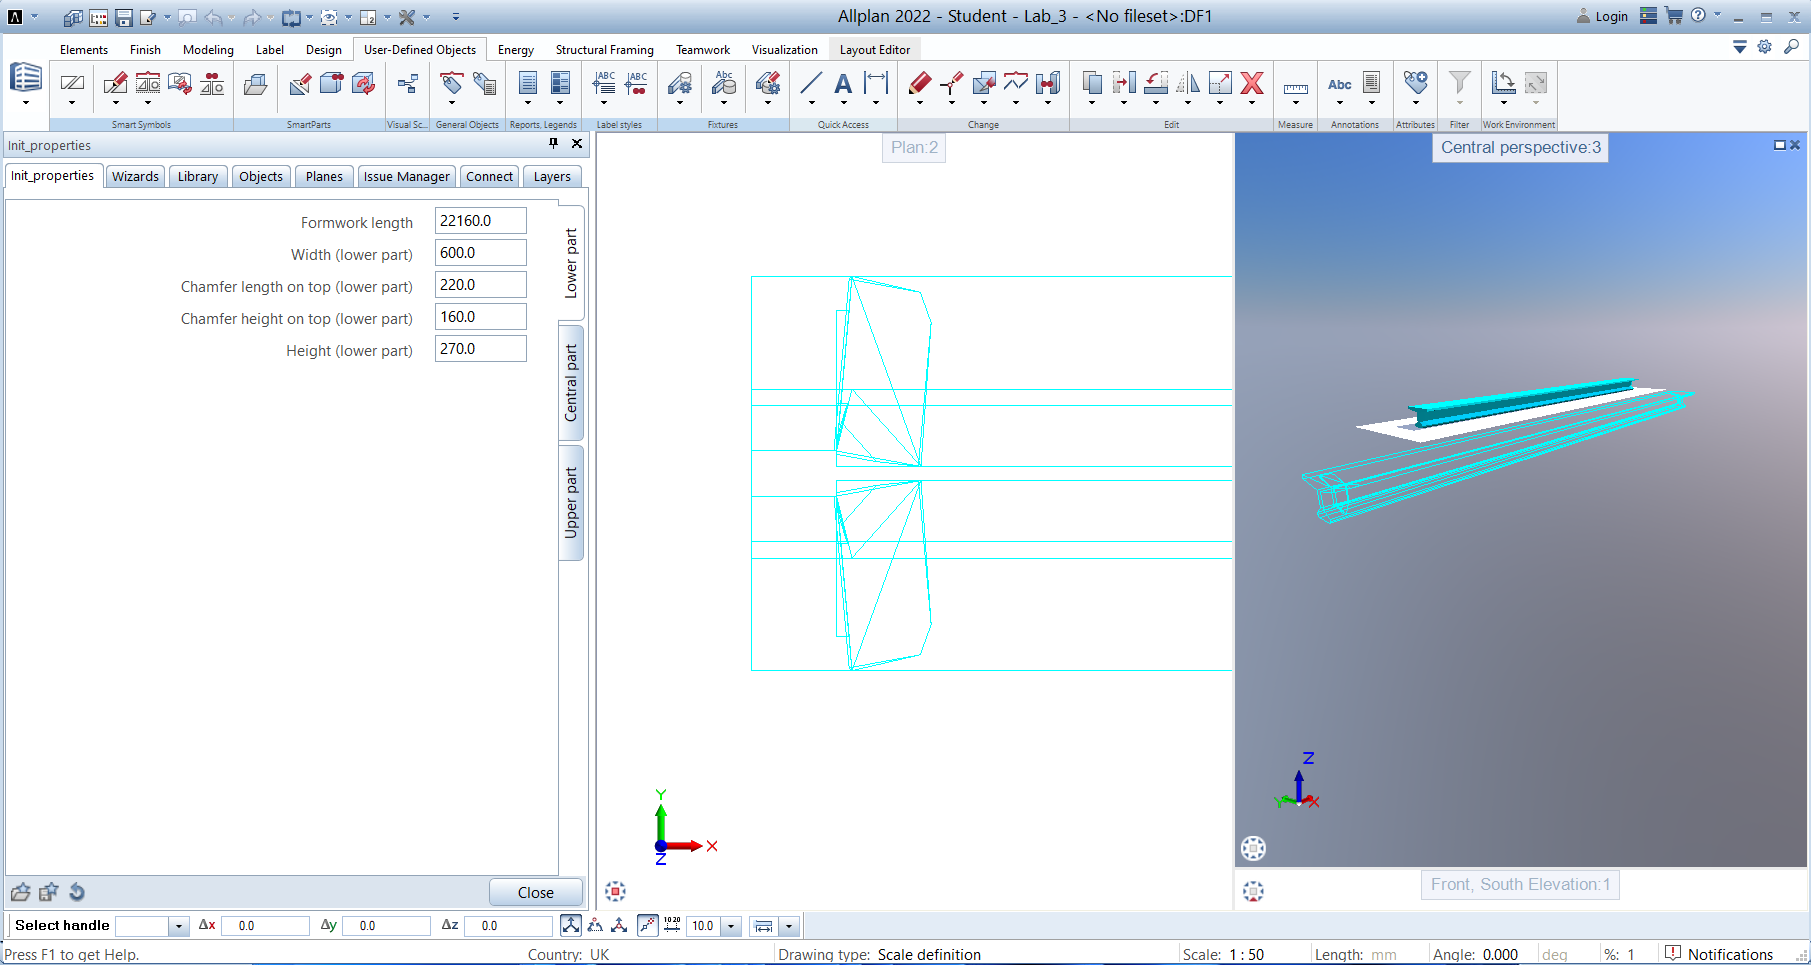 Allplan 2022 - Student - Lab_3 - <No fileset>:DF1
Login
Elements Finish Modeling Label Design User-Defined Objects Energy Structural Framing Teamwork Visualization Layout Editor
ABC ABC Abc A Abc
Smart Symbols SmartParts Visual Sc... General Objects Reports, Legends Label styles Fixtures Quick Access Change Edit Measure Annotations Attributes Filter Work Environment
Init_properties
Init_properties Wizards Library Objects Planes Issue Manager Connect Layers
Formwork length 22160.0
Width (lower part) 600.0
Chamfer length on top (lower part) 220.0
Chamfer height on top (lower part) 160.0
Height (lower part) 270.0
Lower part
Central part
Upper part
Close
Plan:2
Y
X
Z
Central perspective:3
Z
Y
X
Front, South Elevation:1
Select handle Δx 0.0 Δy 0.0 Δz 0.0 10 20 10.0
Press F1 to get Help. Country: UK Drawing type: Scale definition Scale: 1 : 50 Length: mm Angle: 0.000 deg %: 1 Notifications